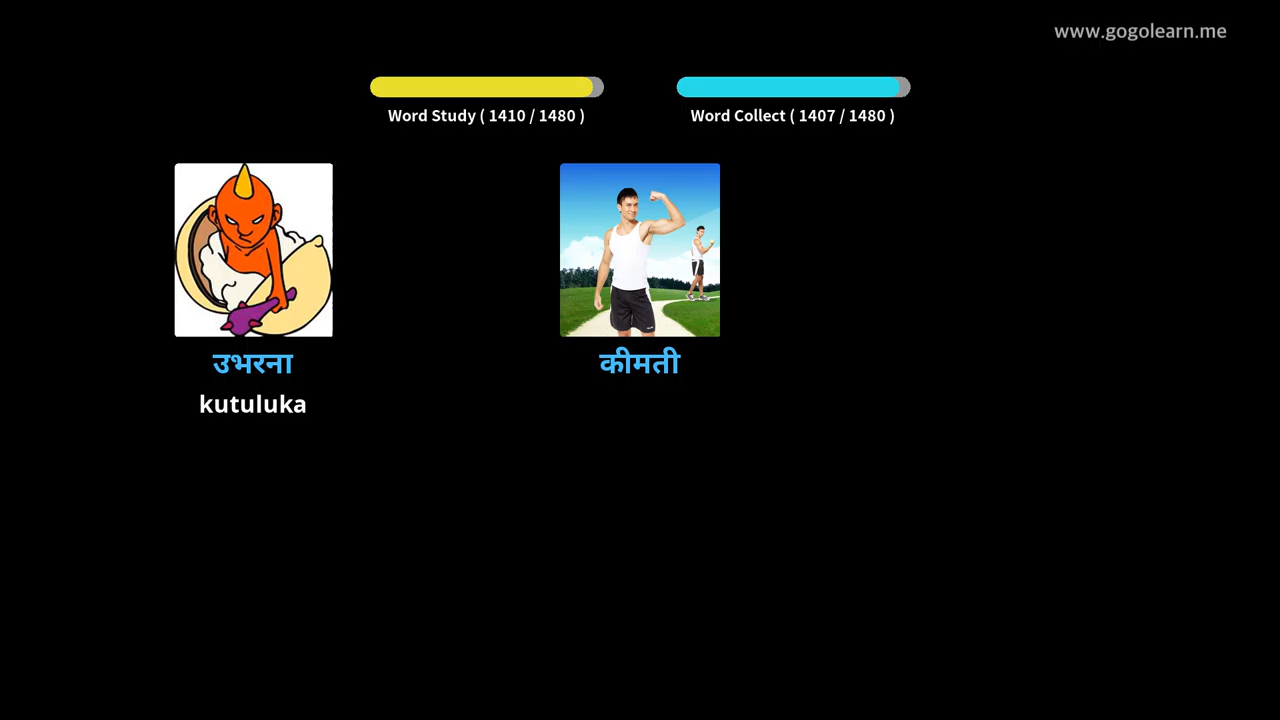 www.gogolearn.me
Word Study ( 1410 / 1480 )
Word Collect ( 1407 / 1480 )
उभरना
कीमती
kutuluka